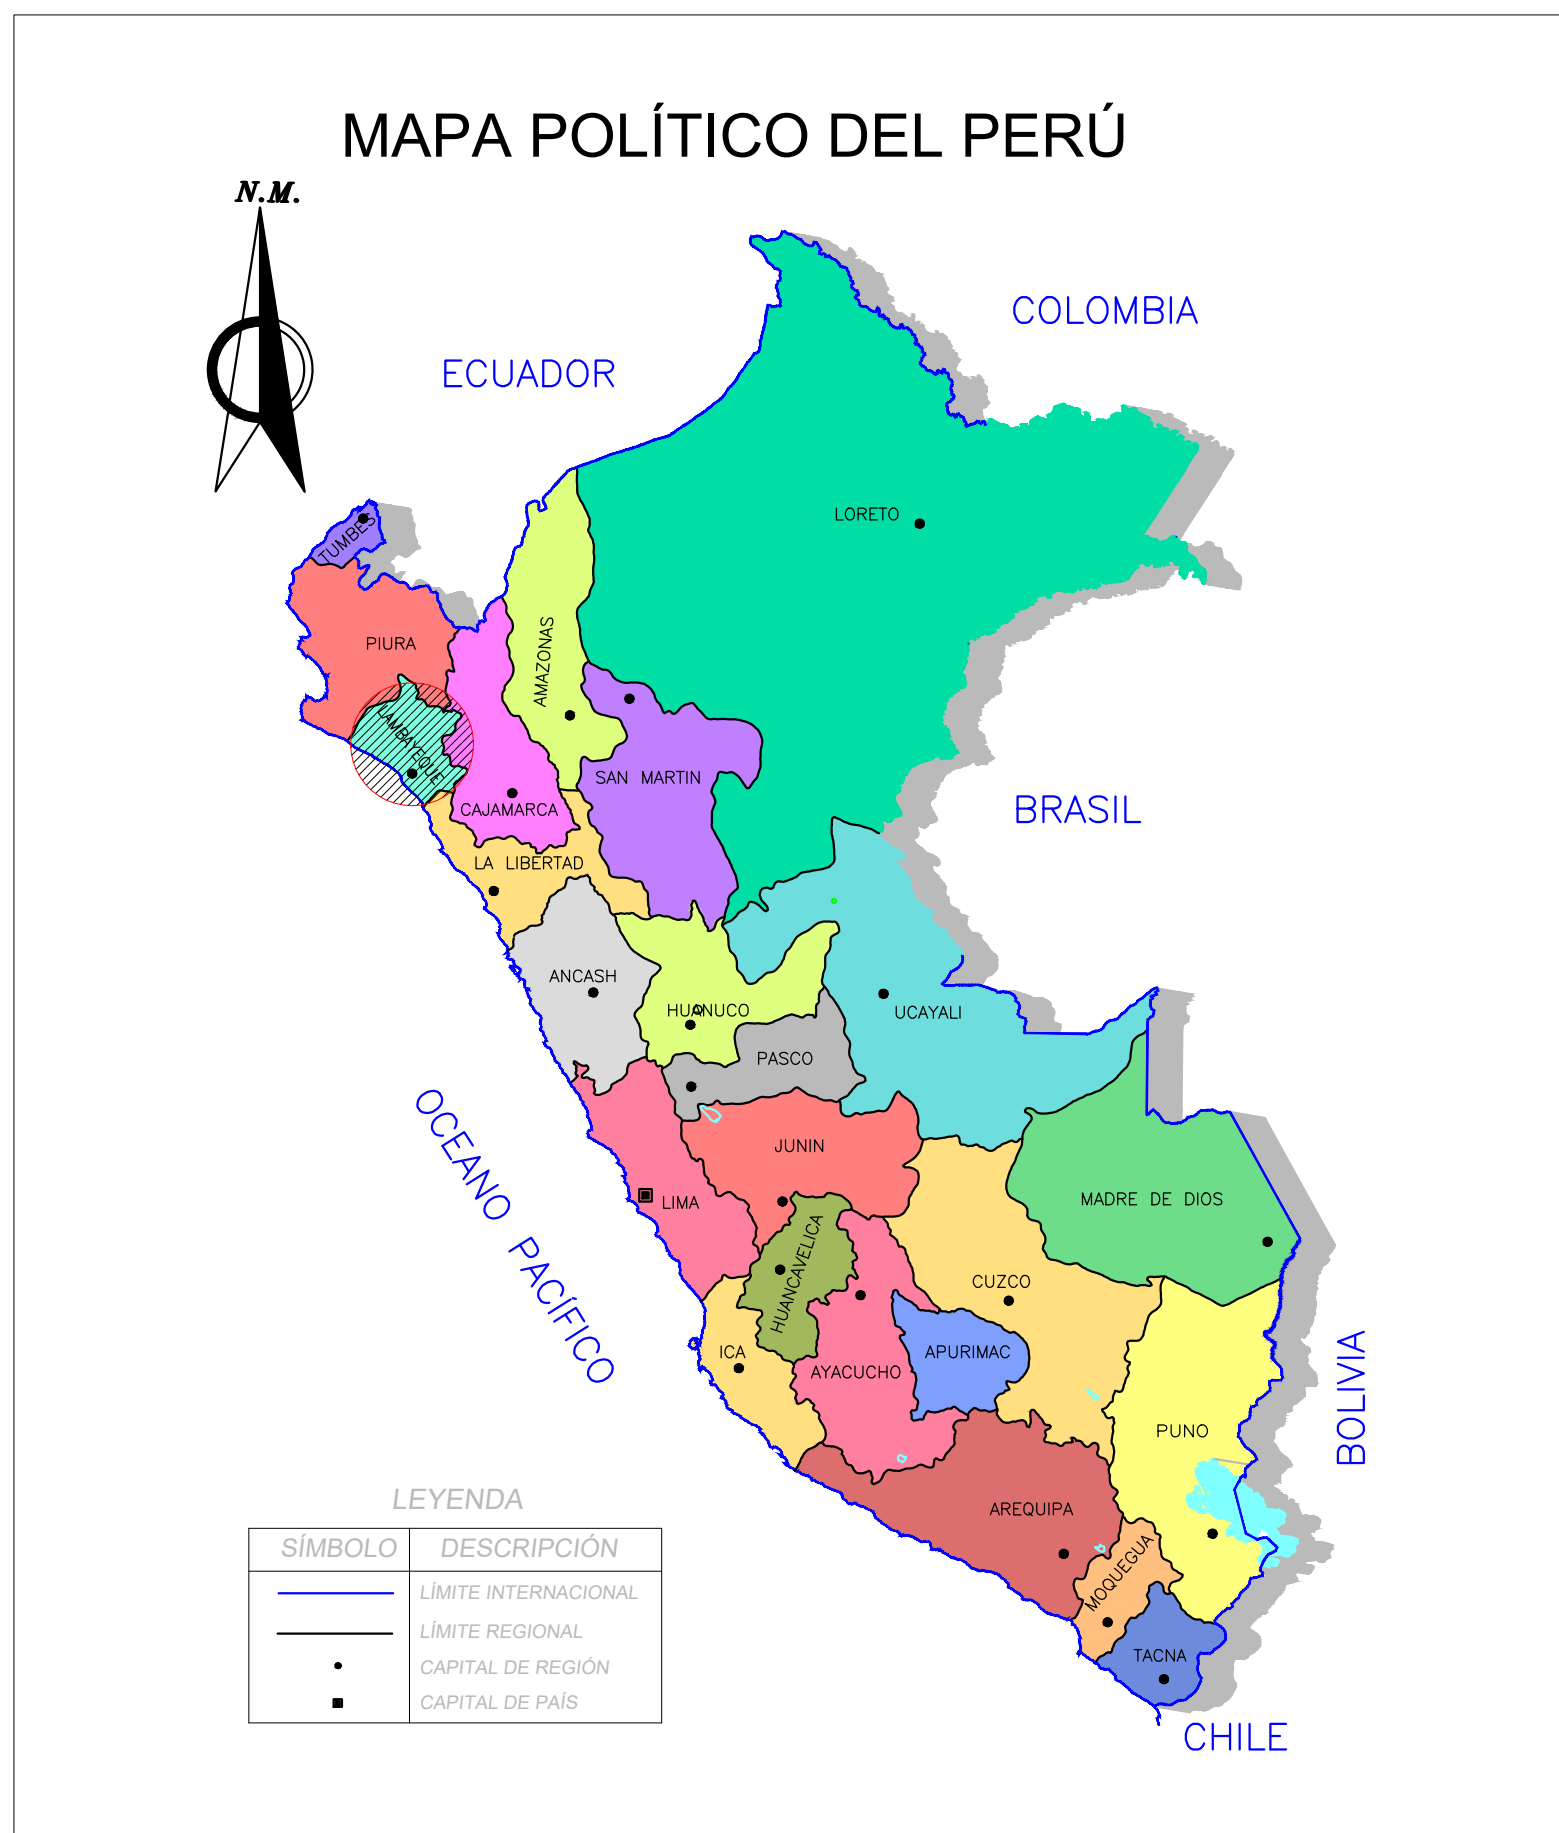 MAPA POLÍTICO DEL PERÚ
N.M.
COLOMBIA
ECUADOR
LORETO
TUMBES
PIURA
AMAZONAS
LAMBAYEQUE
SAN MARTIN
CAJAMARCA
BRASIL
LA LIBERTAD
ANCASH
HUANUCO
UCAYALI
PASCO
OCEANO PACÍFICO
JUNIN
LIMA
MADRE DE DIOS
HUANCAVELICA
CUZCO
ICA
APURIMAC
AYACUCHO
BOLIVIA
PUNO
AREQUIPA
MOQUEGUA
TACNA
CHILE
LEYENDA
SÍMBOLO DESCRIPCIÓN
LÍMITE INTERNACIONAL
LÍMITE REGIONAL
CAPITAL DE REGIÓN
CAPITAL DE PAÍS